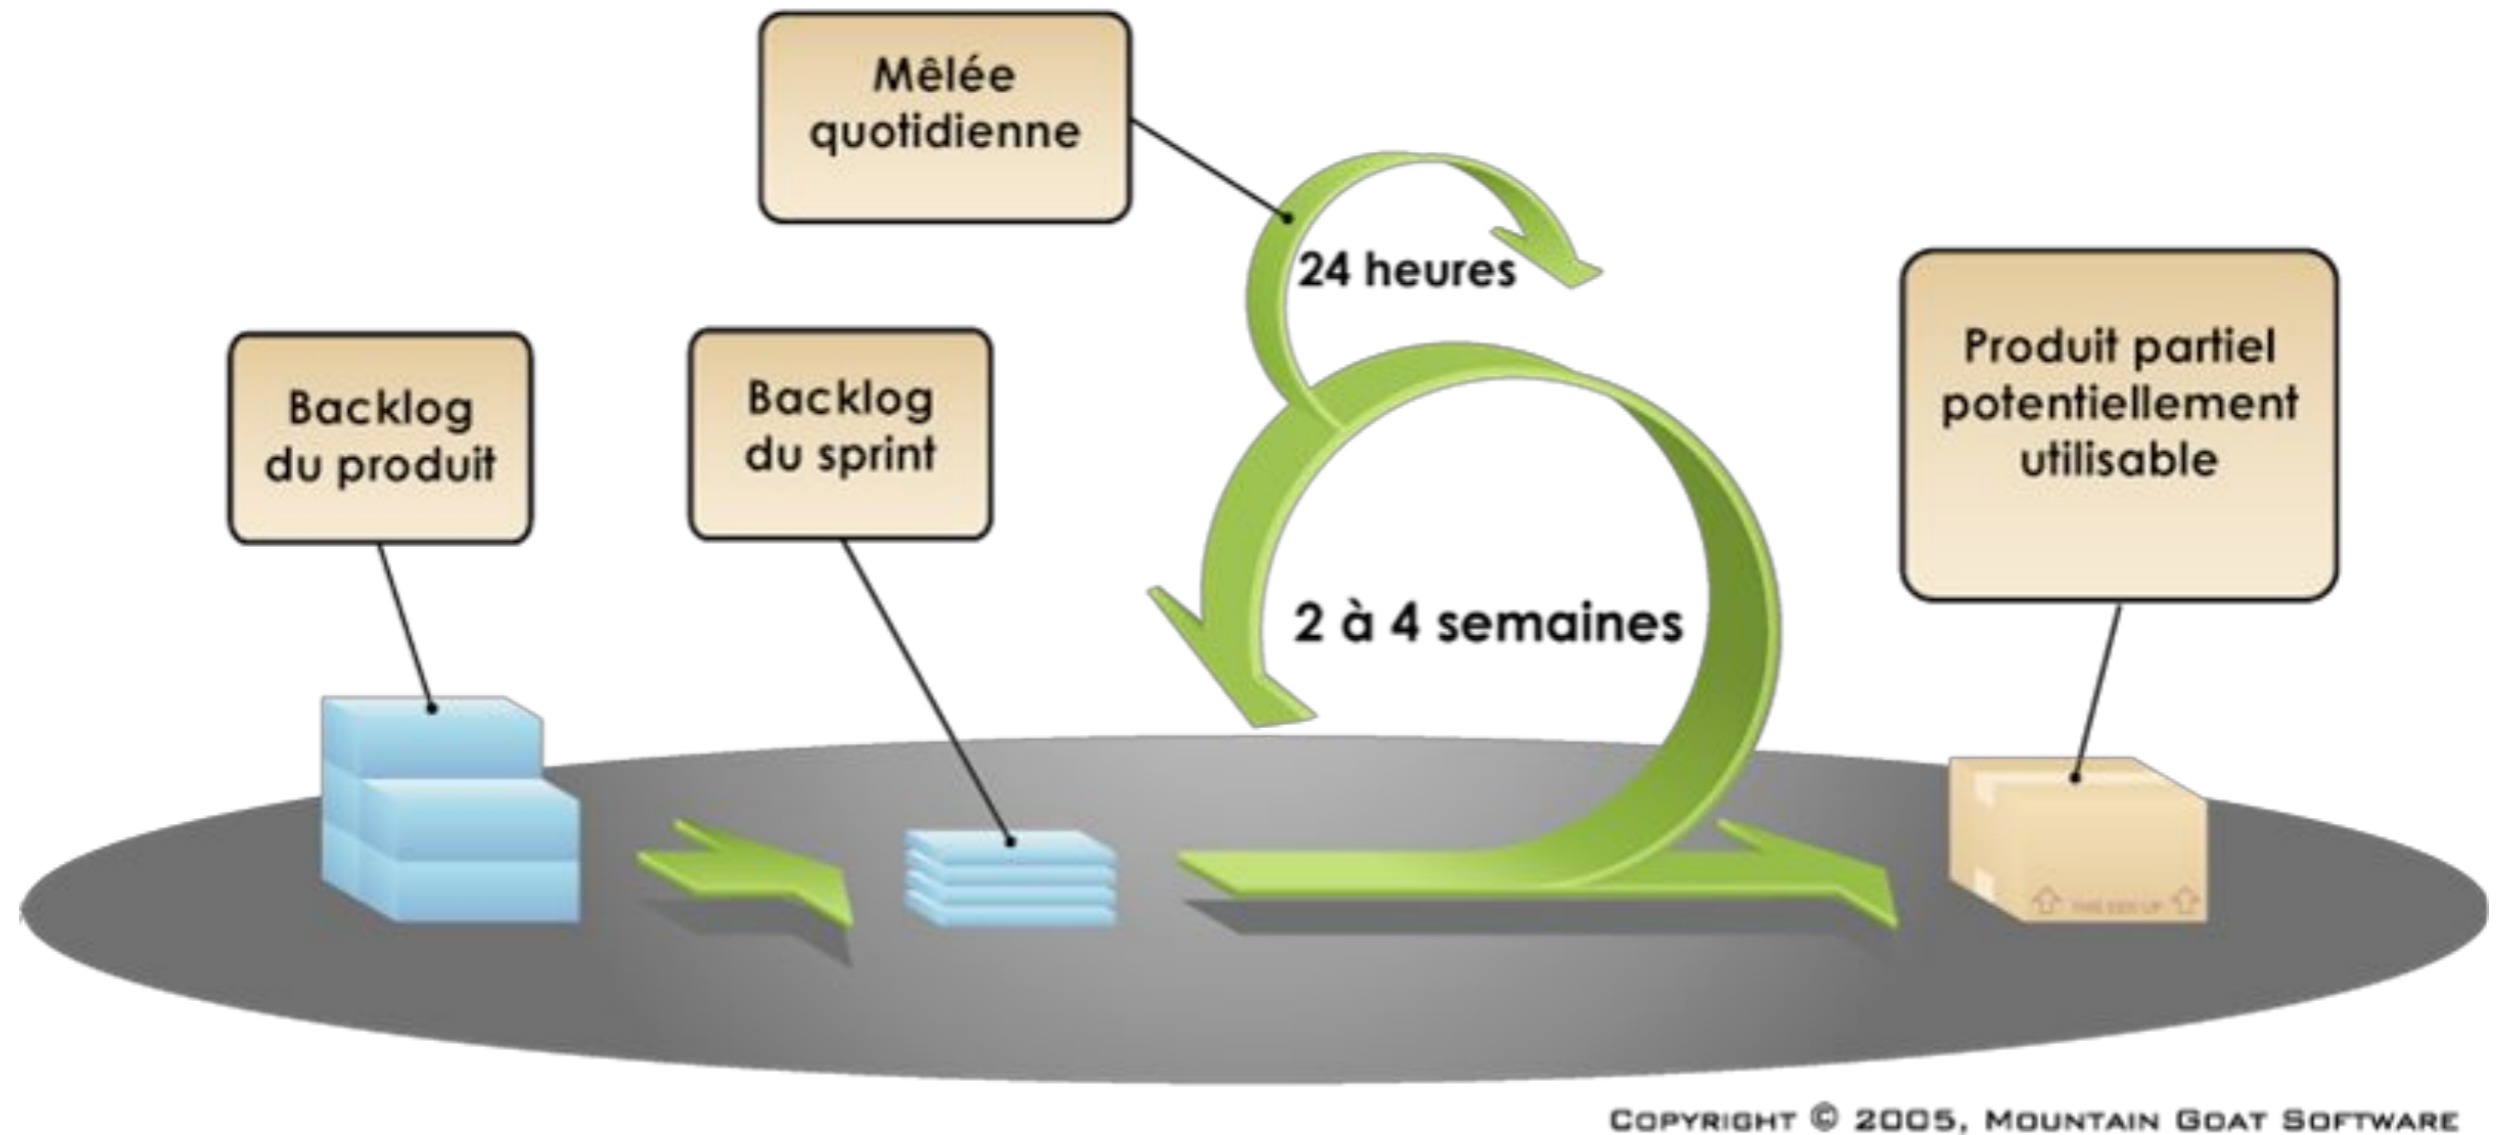 Mêlée
quotidienne
24 heures
Backlog
du produit
Backlog
du sprint
Produit partiel
potentiellement
utilisable
2 à 4 semaines
COPYRIGHT © 2005, MOUNTAIN GOAT SOFTWARE